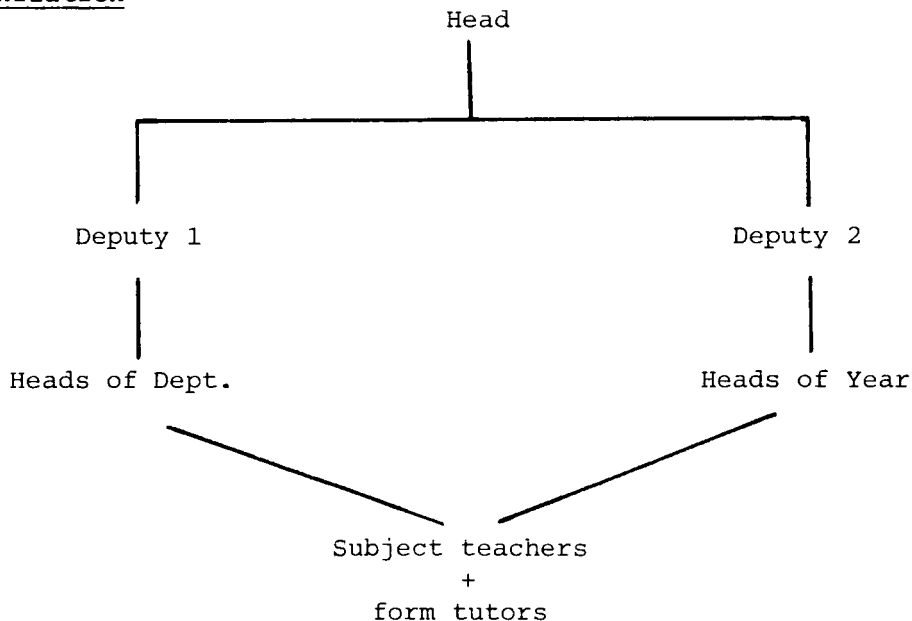 Head
Deputy 1 Deputy 2
Heads of Dept. Heads of Year
Subject teachers
+
form tutors